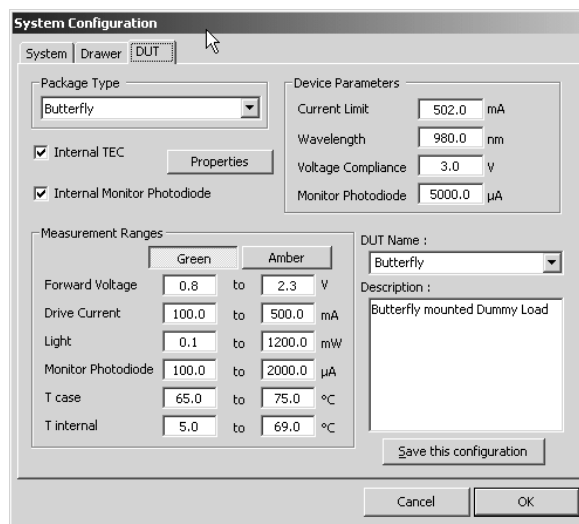 System Configuration
System Drawer DUT
Package Type
Butterfly
Internal TEC
Properties
Internal Monitor Photodiode
Device Parameters
Current Limit 502.0 mA
Wavelength 980.0 nm
Voltage Compliance 3.0 V
Monitor Photodiode 5000.0 µA
Measurement Ranges
Green Amber
Forward Voltage 0.8 to 2.3 V
Drive Current 100.0 to 500.0 mA
Light 0.1 to 1200.0 mW
Monitor Photodiode 100.0 to 2000.0 µA
T case 65.0 to 75.0 °C
T internal 5.0 to 69.0 °C
DUT Name :
Butterfly
Description :
Butterfly mounted Dummy Load
Save this configuration
Cancel OK